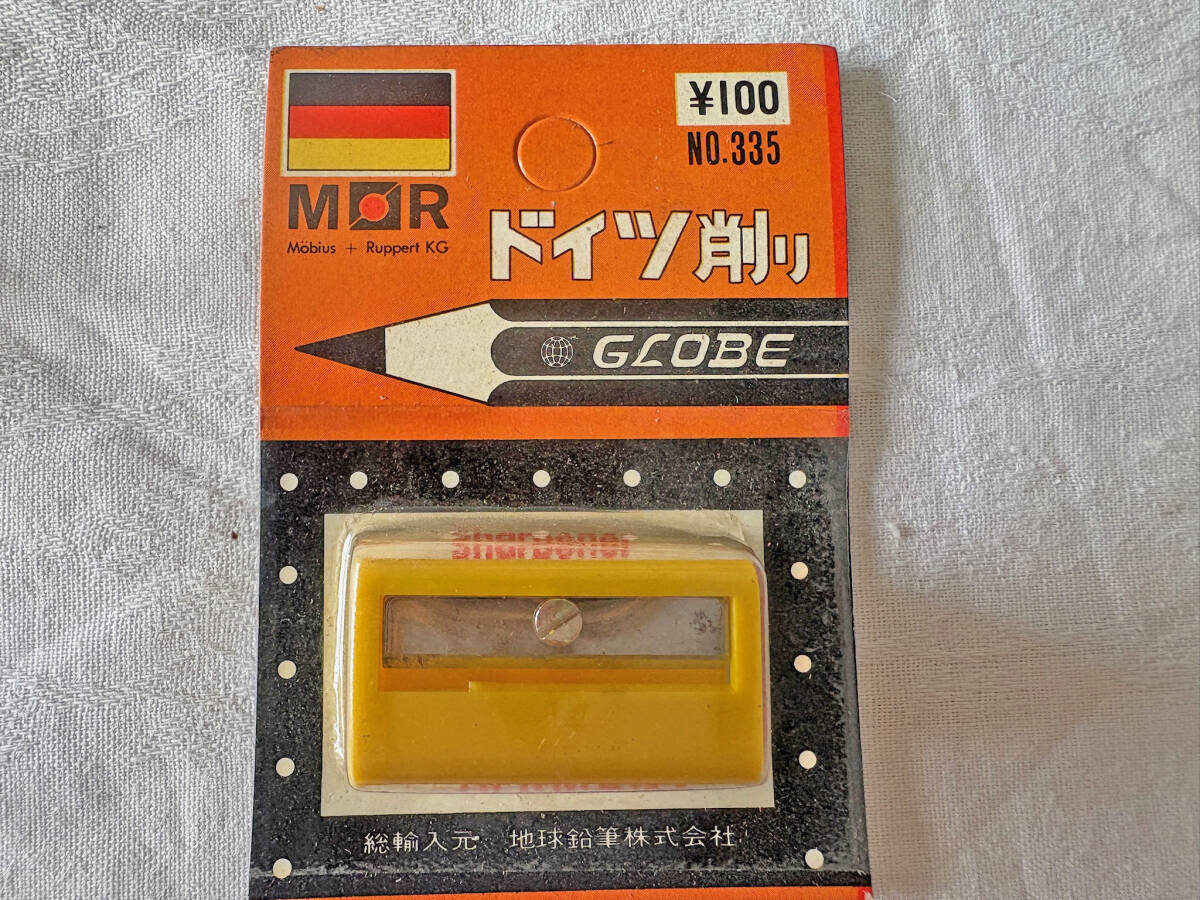 ¥100
NO.335
M R
Möbius + Ruppert KG
ドイツ削り
GLOBE
sharpener
総輸入元 地球鉛筆株式会社